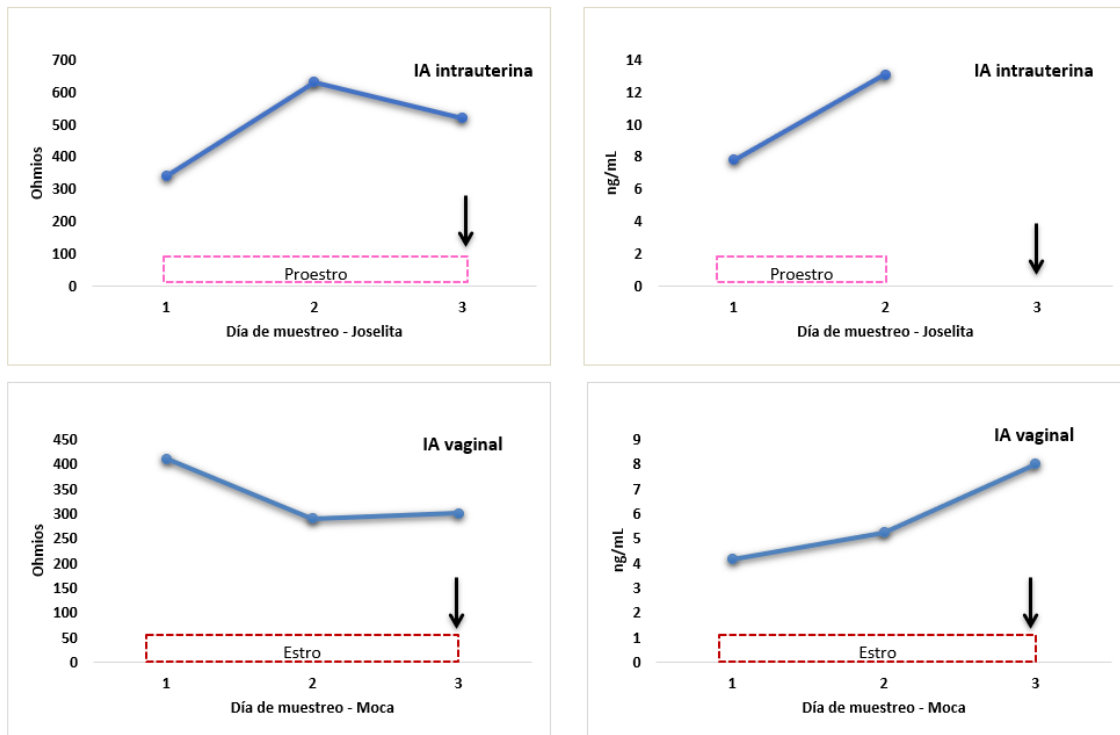 IA intrauterina
700
600
500
400
300
200
100
0
Ohmios
Proestro
1 2 3
Día de muestreo - Joselita
IA intrauterina
14
12
10
8
6
4
2
0
ng/mL
Proestro
1 2 3
Día de muestreo - Joselita
IA vaginal
450
400
350
300
250
200
150
100
50
0
Ohmios
Estro
1 2 3
Día de muestreo - Moca
IA vaginal
9
8
7
6
5
4
3
2
1
0
ng/mL
Estro
1 2 3
Día de muestreo - Moca